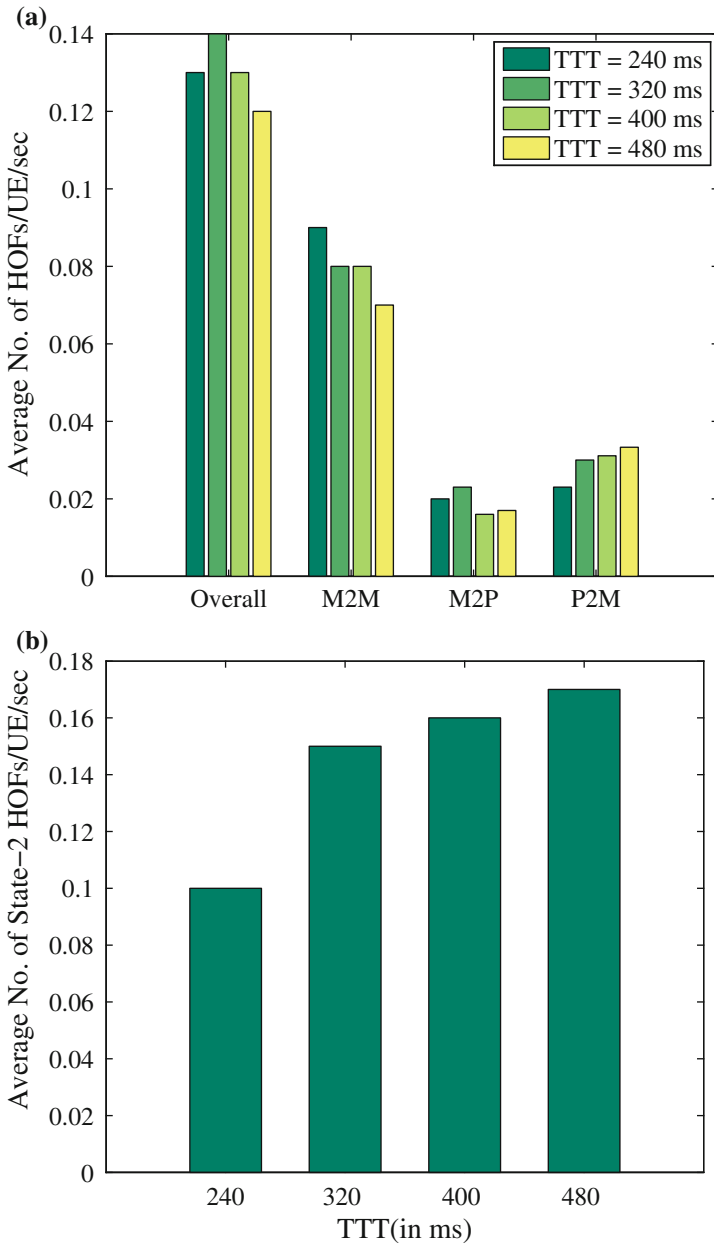 (a)
0.14
0.12
0.1
0.08
0.06
0.04
0.02
0
Average No. of HOFs/UE/sec
TTT = 240 ms
TTT = 320 ms
TTT = 400 ms
TTT = 480 ms
Overall M2M M2P P2M
(b)
0.18
0.16
0.14
0.12
0.1
0.08
0.06
0.04
0.02
0
Average No. of State−2 HOFs/UE/sec
240 320 400 480
TTT(in ms)